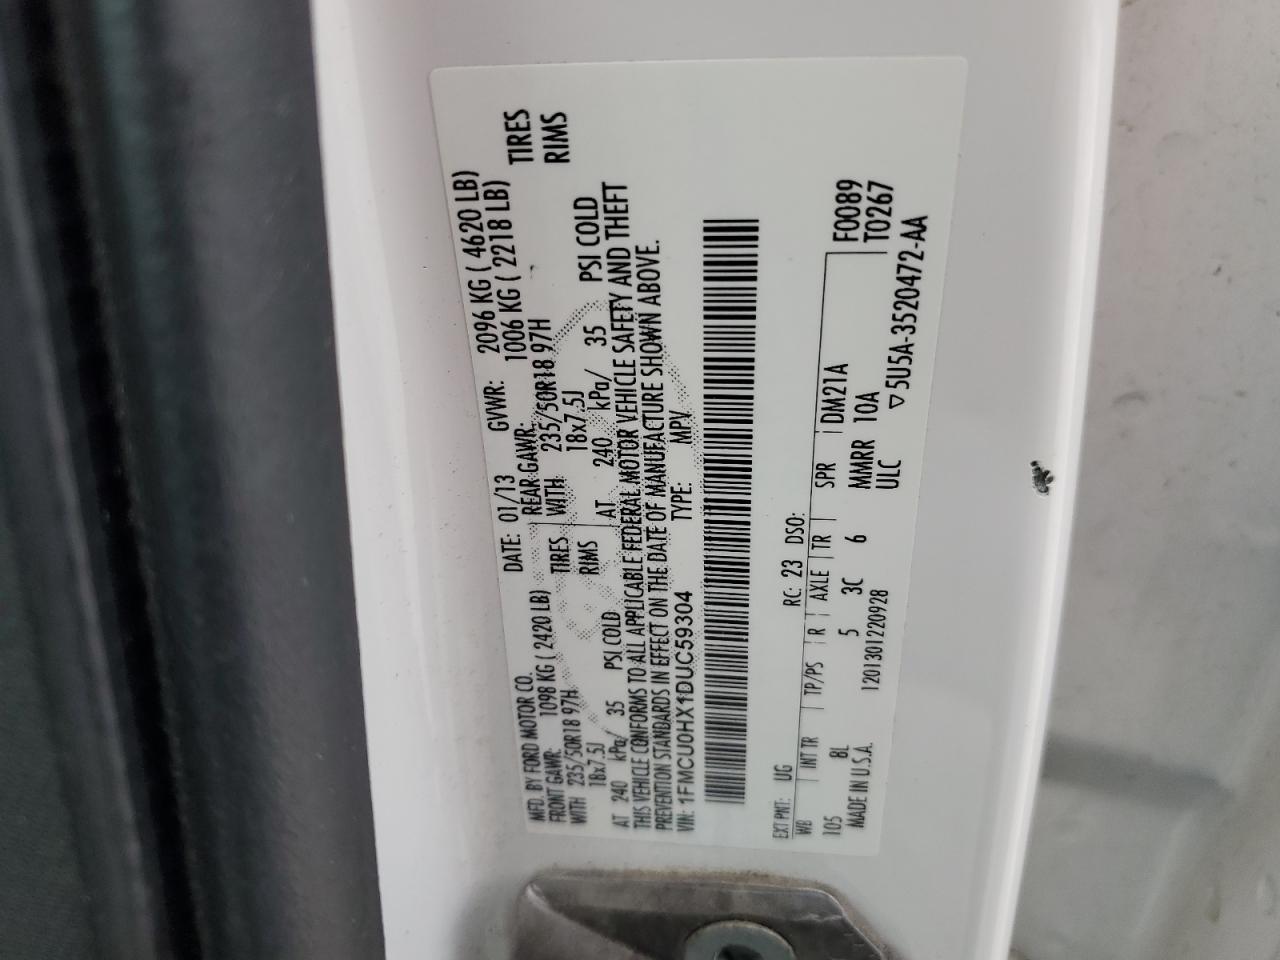 MFD. BY FORD MOTOR CO.
DATE: 01/13 GVWR: 2096 KG ( 4620 LB)
FRONT GAWR: 1098 KG ( 2420 LB) REAR GAWR: 1006 KG ( 2218 LB)
WITH 235/50R18 97H TIRES WITH 235/50R18 97H TIRES
18x7.5J RIMS 18x7.5J RIMS
AT 240 kPa/ 35 PSI COLD AT 240 kPa/ 35 PSI COLD
THIS VEHICLE CONFORMS TO ALL APPLICABLE FEDERAL MOTOR VEHICLE SAFETY AND THEFT
PREVENTION STANDARDS IN EFFECT ON THE DATE OF MANUFACTURE SHOWN ABOVE.
VIN: 1FMCU0HX1DUC59304 TYPE: MPV
EXT PNT: UG RC: 23 DSO: F0089
WB INT TR TP/PS R AXLE TR SPR DM21A T0267
105 8L 5 3C 6 MMRR 10A
MADE IN U.S.A. 1201301220928 ULC
5U5A-3520472-AA